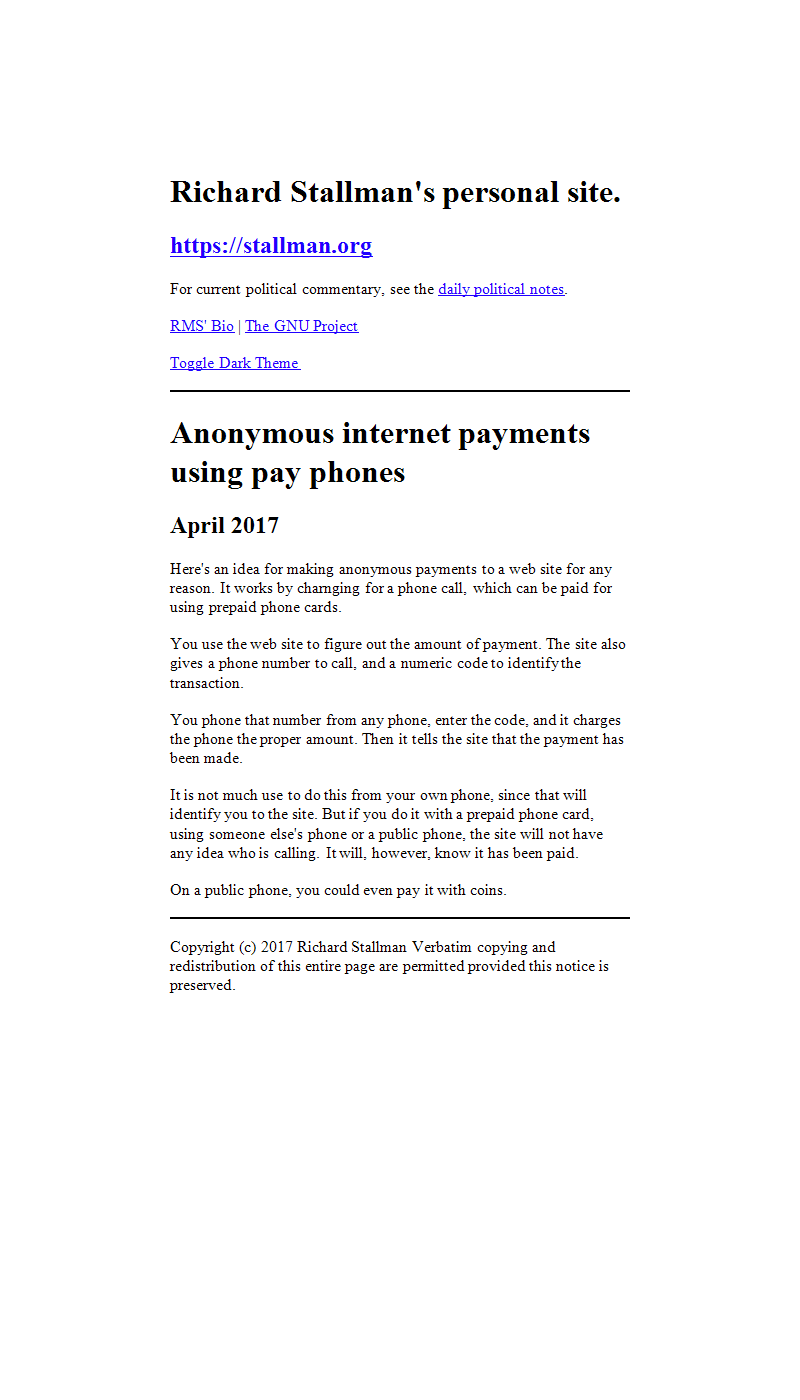 Richard Stallman's personal site.
https://stallman.org
For current political commentary, see the daily political notes.
RMS' Bio | The GNU Project
Toggle Dark Theme
Anonymous internet payments
using pay phones
April 2017
Here's an idea for making anonymous payments to a web site for any
reason. It works by charnging for a phone call, which can be paid for
using prepaid phone cards.
You use the web site to figure out the amount of payment. The site also
gives a phone number to call, and a numeric code to identify the
transaction.
You phone that number from any phone, enter the code, and it charges
the phone the proper amount. Then it tells the site that the payment has
been made.
It is not much use to do this from your own phone, since that will
identify you to the site. But if you do it with a prepaid phone card,
using someone else's phone or a public phone, the site will not have
any idea who is calling. It will, however, know it has been paid.
On a public phone, you could even pay it with coins.
Copyright (c) 2017 Richard Stallman Verbatim copying and
redistribution of this entire page are permitted provided this notice is
preserved.